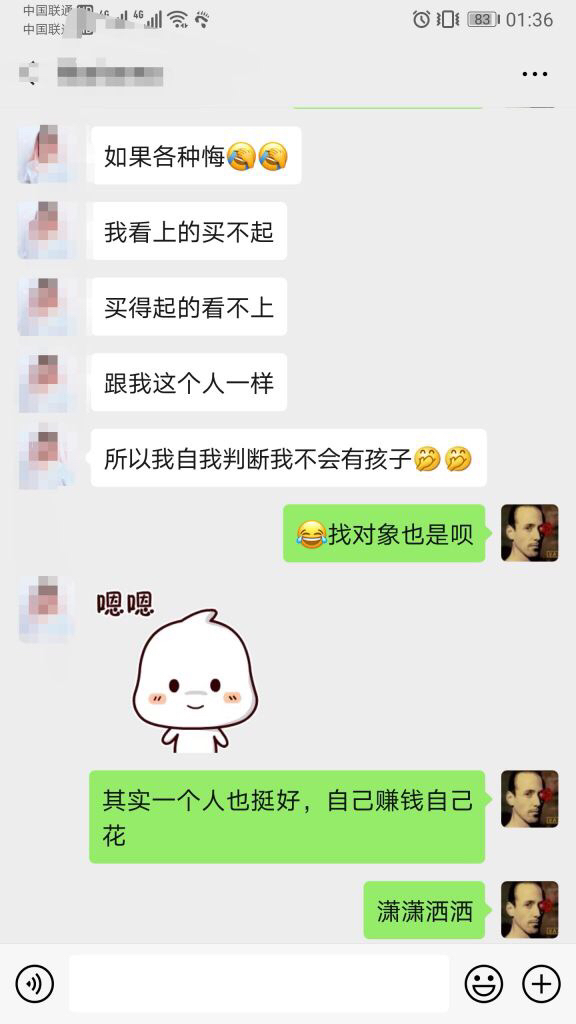 中国联通
4G
4G
83
01:36
中国联通
如果各种悔🤣🤣
我看上的买不起
买得起的看不上
跟我这个人一样
所以我自我判断我不会有孩子🤭🤭
😂找对象也是呗
嗯嗯
其实一个人也挺好，自己赚钱自己
花
潇潇洒洒